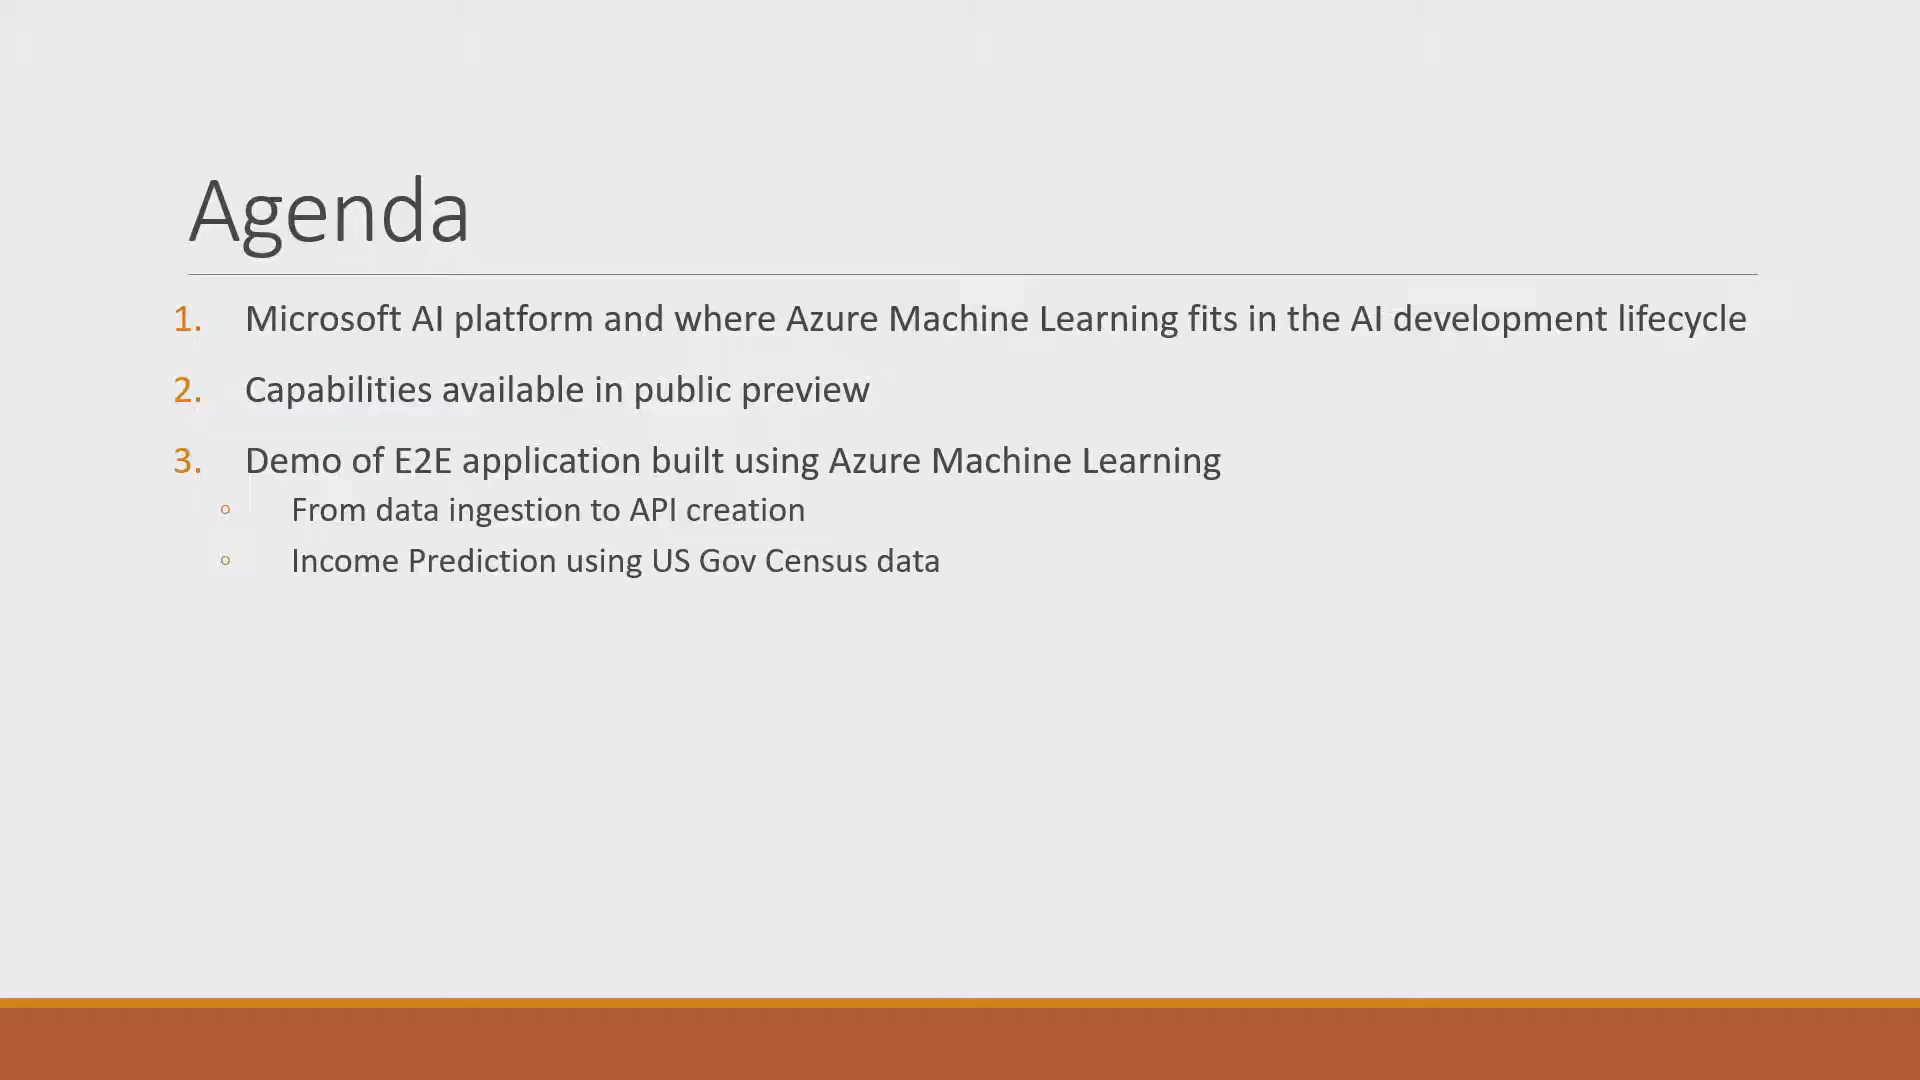 Agenda
1. Microsoft AI platform and where Azure Machine Learning fits in the AI development lifecycle
2. Capabilities available in public preview
3. Demo of E2E application built using Azure Machine Learning
◦ From data ingestion to API creation
◦ Income Prediction using US Gov Census data